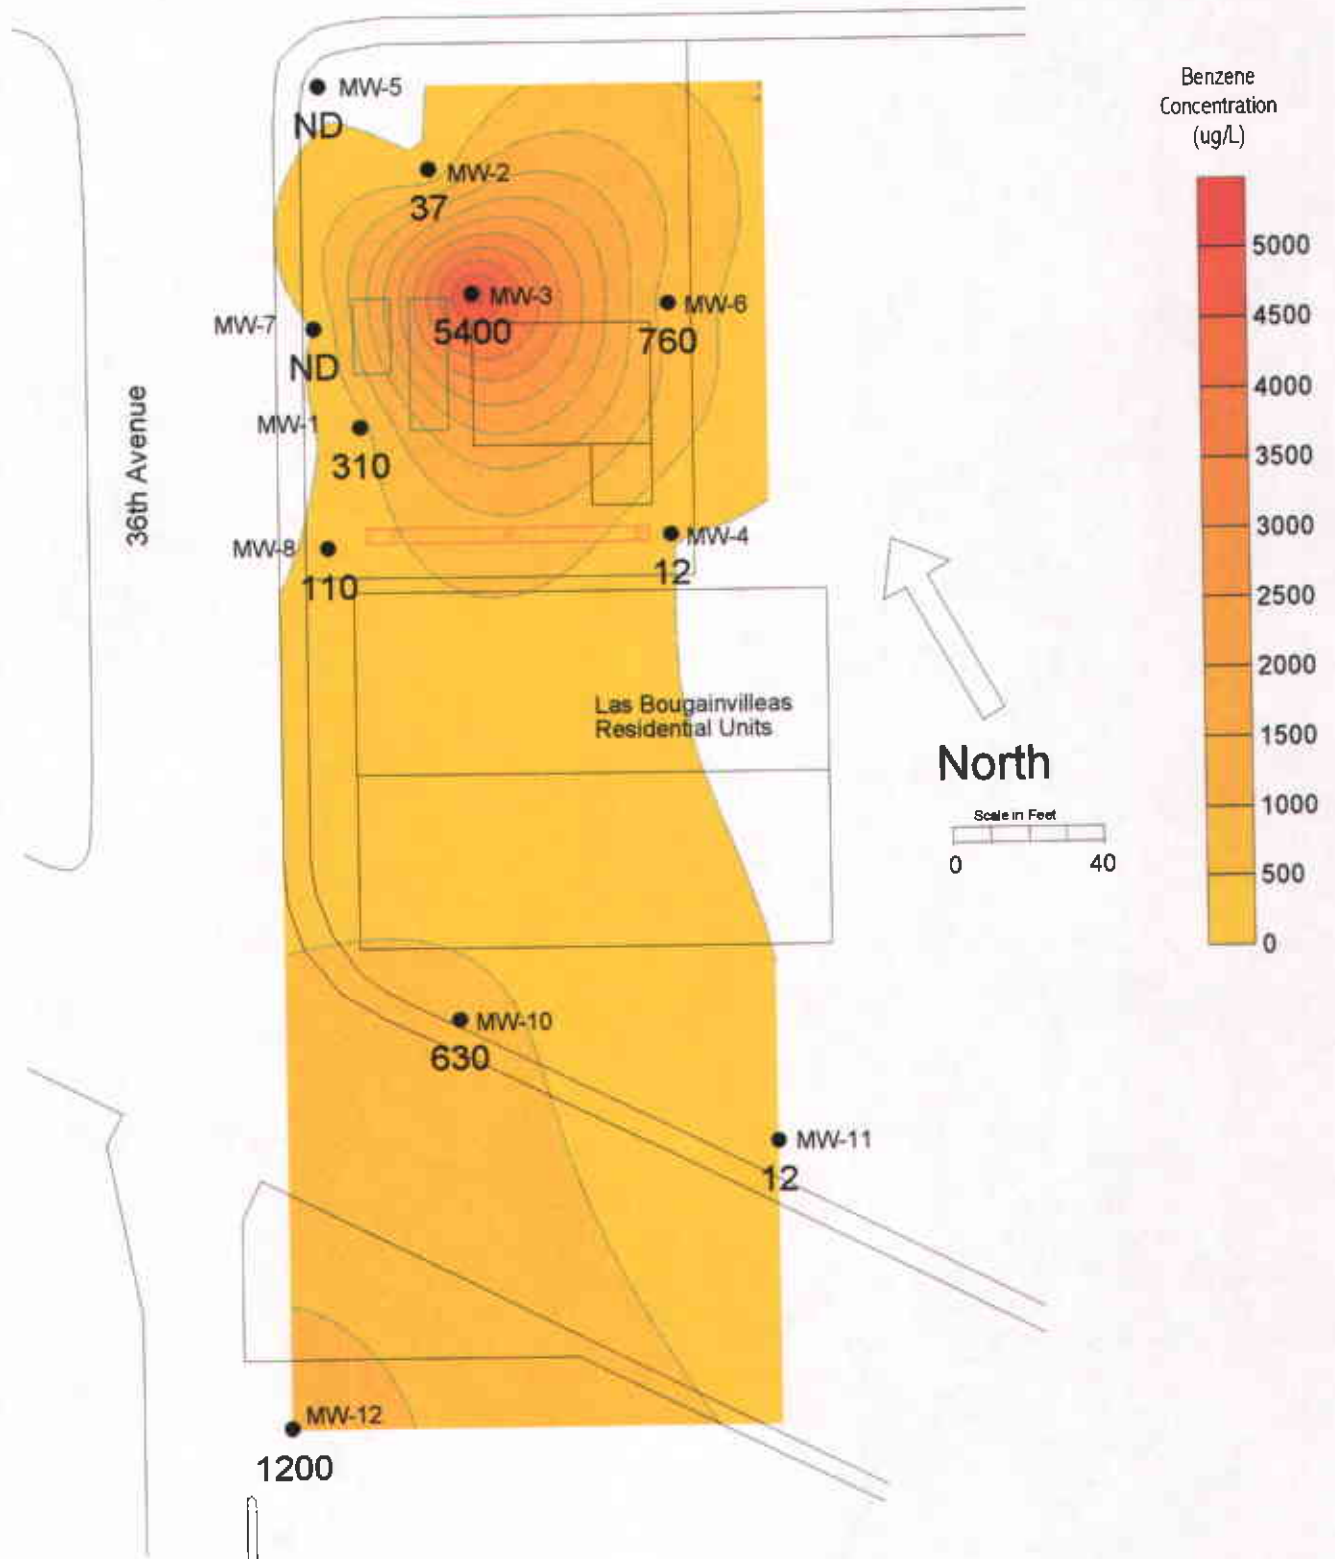 MW-5
ND
MW-2
37
MW-3
5400
MW-6
760
MW-7
ND
MW-1
310
36th Avenue
MW-8
110
MW-4
12
Las Bougainvilleas
Residential Units
North
Scale in Feet
0 40
MW-10
630
MW-11
12
MW-12
1200
Benzene
Concentration
(ug/L)
5000
4500
4000
3500
3000
2500
2000
1500
1000
500
0